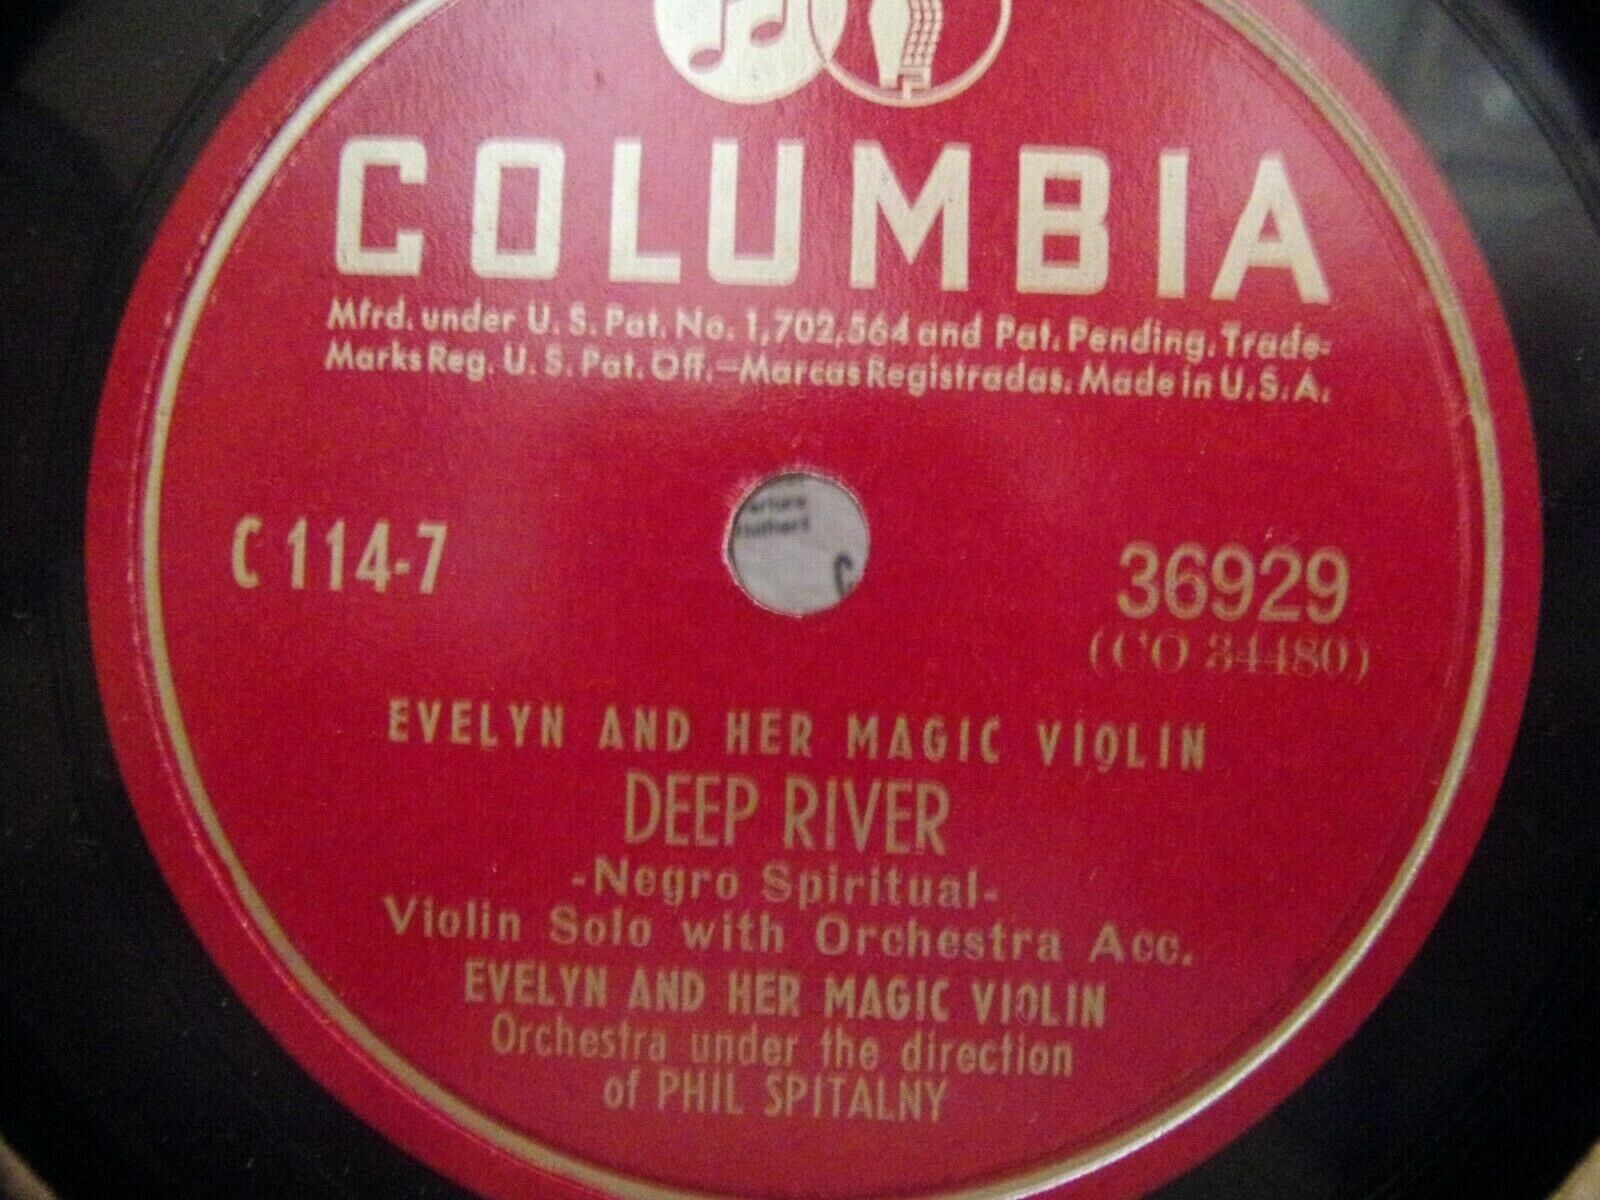 COLUMBIA
Mfrd. under U. S. Pat. No. 1,702,564 and Pat. Pending. Trade-
Marks Reg. U. S. Pat. Off.—Marcas Registradas. Made in U.S.A.
C 114-7
36929
(CO 34480)
EVELYN AND HER MAGIC VIOLIN
DEEP RIVER
-Negro Spiritual-
Violin Solo with Orchestra Acc.
EVELYN AND HER MAGIC VIOLIN
Orchestra under the direction
of PHIL SPITALNY